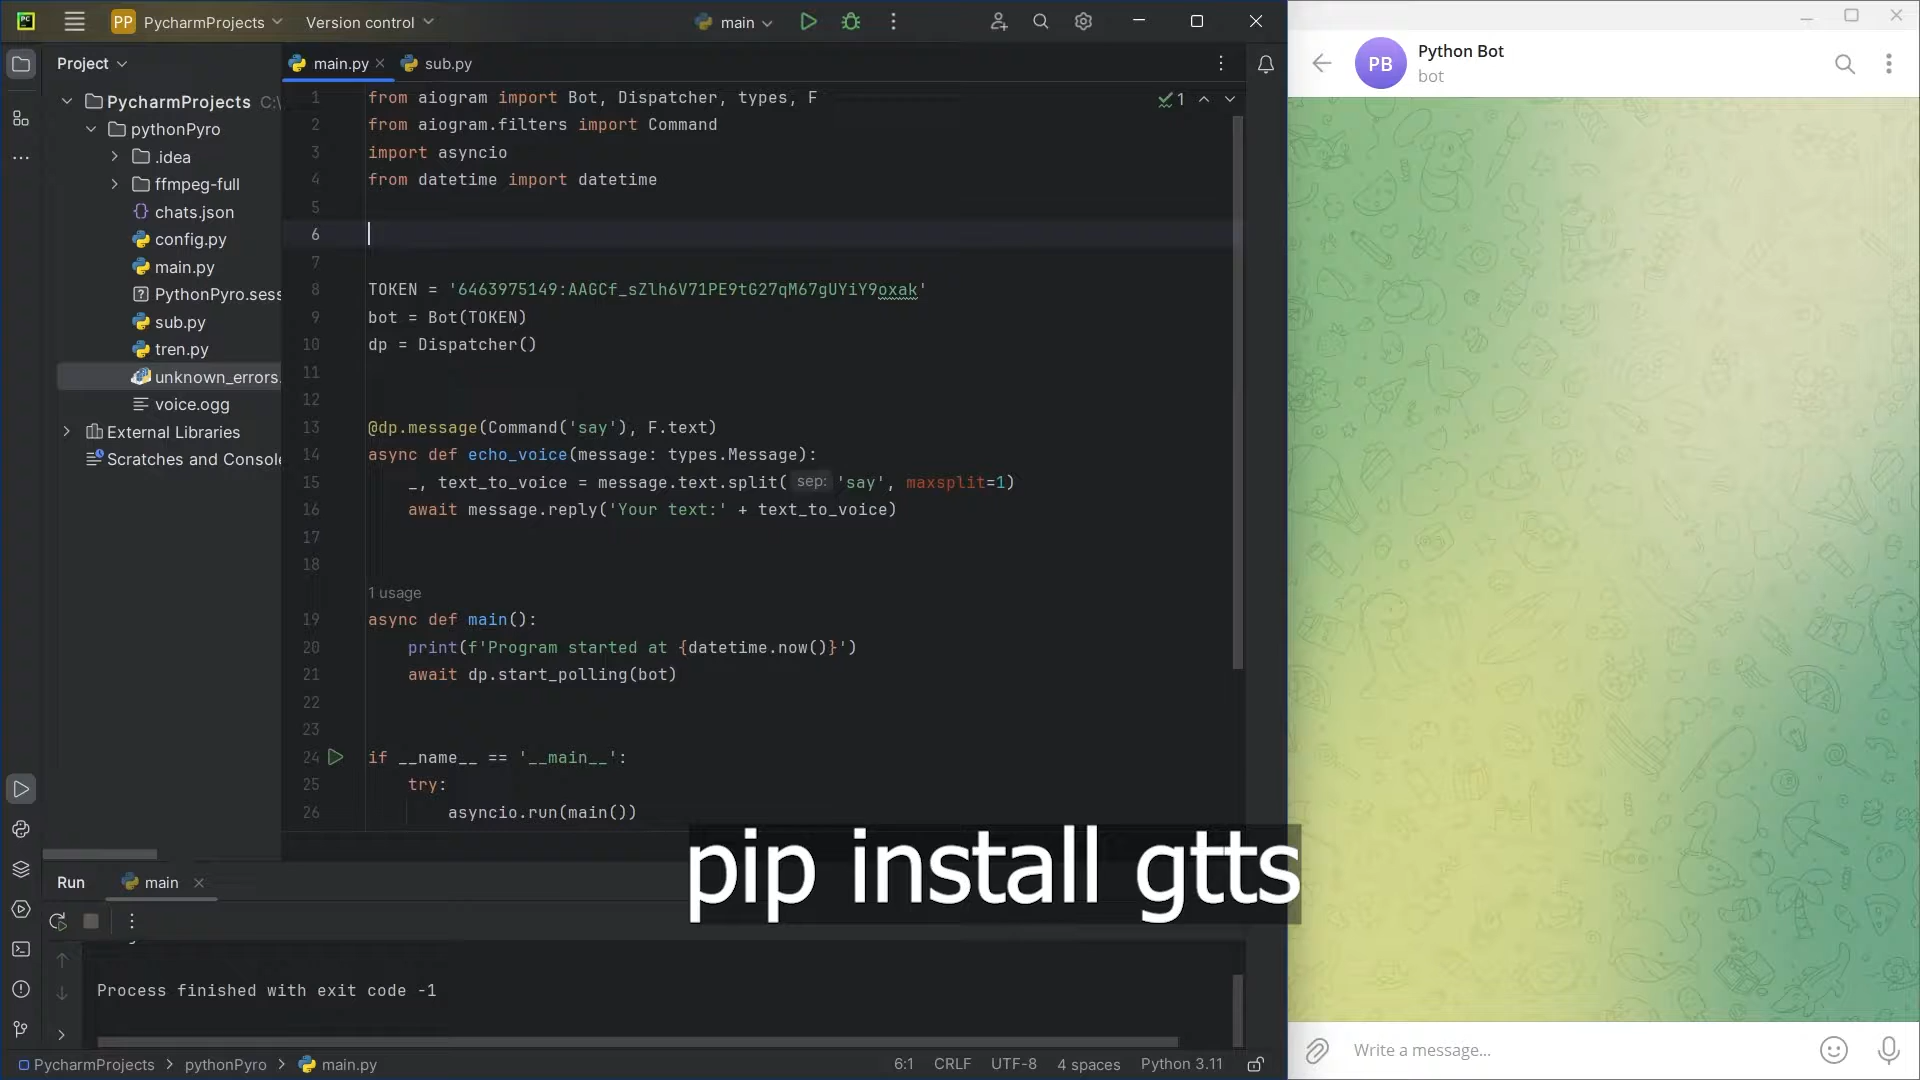 PP PycharmProjects
Version control
main
Project
main.py
sub.py
PycharmProjects C:\
pythonPyro
.idea
ffmpeg-full
chats.json
config.py
main.py
PythonPyro.sess
sub.py
tren.py
unknown_errors.
voice.ogg
External Libraries
Scratches and Console
1
1 from aiogram import Bot, Dispatcher, types, F
2 from aiogram.filters import Command
3 import asyncio
4 from datetime import datetime
5
6
7
8 TOKEN = '6463975149:AAGCf_sZlh6V71PE9tG27qM67gUYiY9oxak'
9 bot = Bot(TOKEN)
10 dp = Dispatcher()
11
12
13 @dp.message(Command('say'), F.text)
14 async def echo_voice(message: types.Message):
15 _, text_to_voice = message.text.split( sep: 'say', maxsplit=1)
16 await message.reply('Your text:' + text_to_voice)
17
18
1 usage
19 async def main():
20 print(f'Program started at {datetime.now()}')
21 await dp.start_polling(bot)
22
23
24 if __name__ == '__main__':
25 try:
26 asyncio.run(main())
pip install gtts
Run
main
Process finished with exit code -1
PycharmProjects > pythonPyro > main.py
6:1 CRLF UTF-8 4 spaces Python 3.11
PB
Python Bot
bot
Write a message...